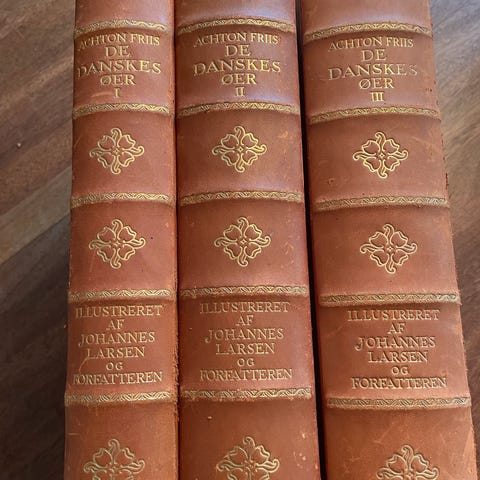 ACHTON FRIIS
DE
DANSKES
ØER
I
ILLUSTRERET
AF
JOHANNES
LARSEN
OG
FORFATTEREN
ACHTON FRIIS
DE
DANSKES
ØER
II
ILLUSTRERET
AF
JOHANNES
LARSEN
OG
FORFATTEREN
ACHTON FRIIS
DE
DANSKES
ØER
III
ILLUSTRERET
AF
JOHANNES
LARSEN
OG
FORFATTEREN